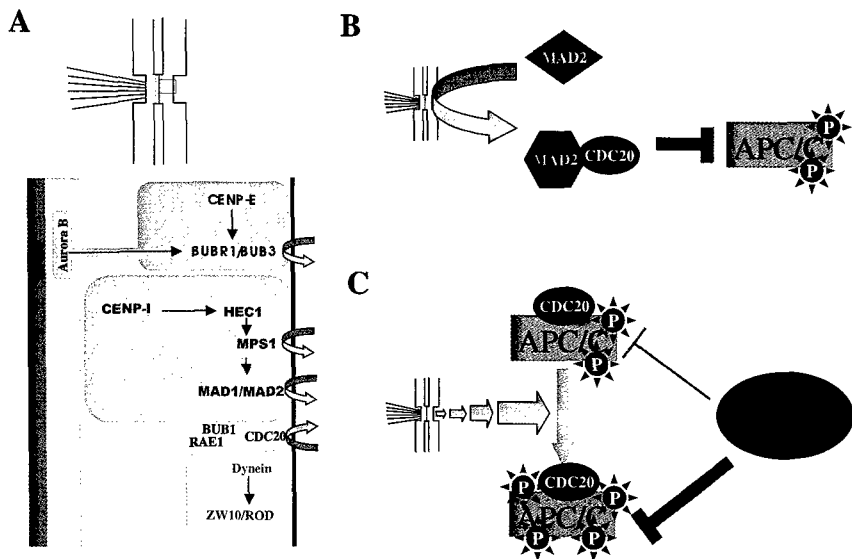 A
CENP-E
Aurora B
BUBR1/BUB3
CENP-I
HEC1
MPS1
MAD1/MAD2
BUB1
RAE1
CDC20
Dynein
ZW10/ROD
B
MAD2
MAD2
CDC20
APC/C
P
P
C
CDC20
APC/C
P
P
CDC20
APC/C
P
P
P
P